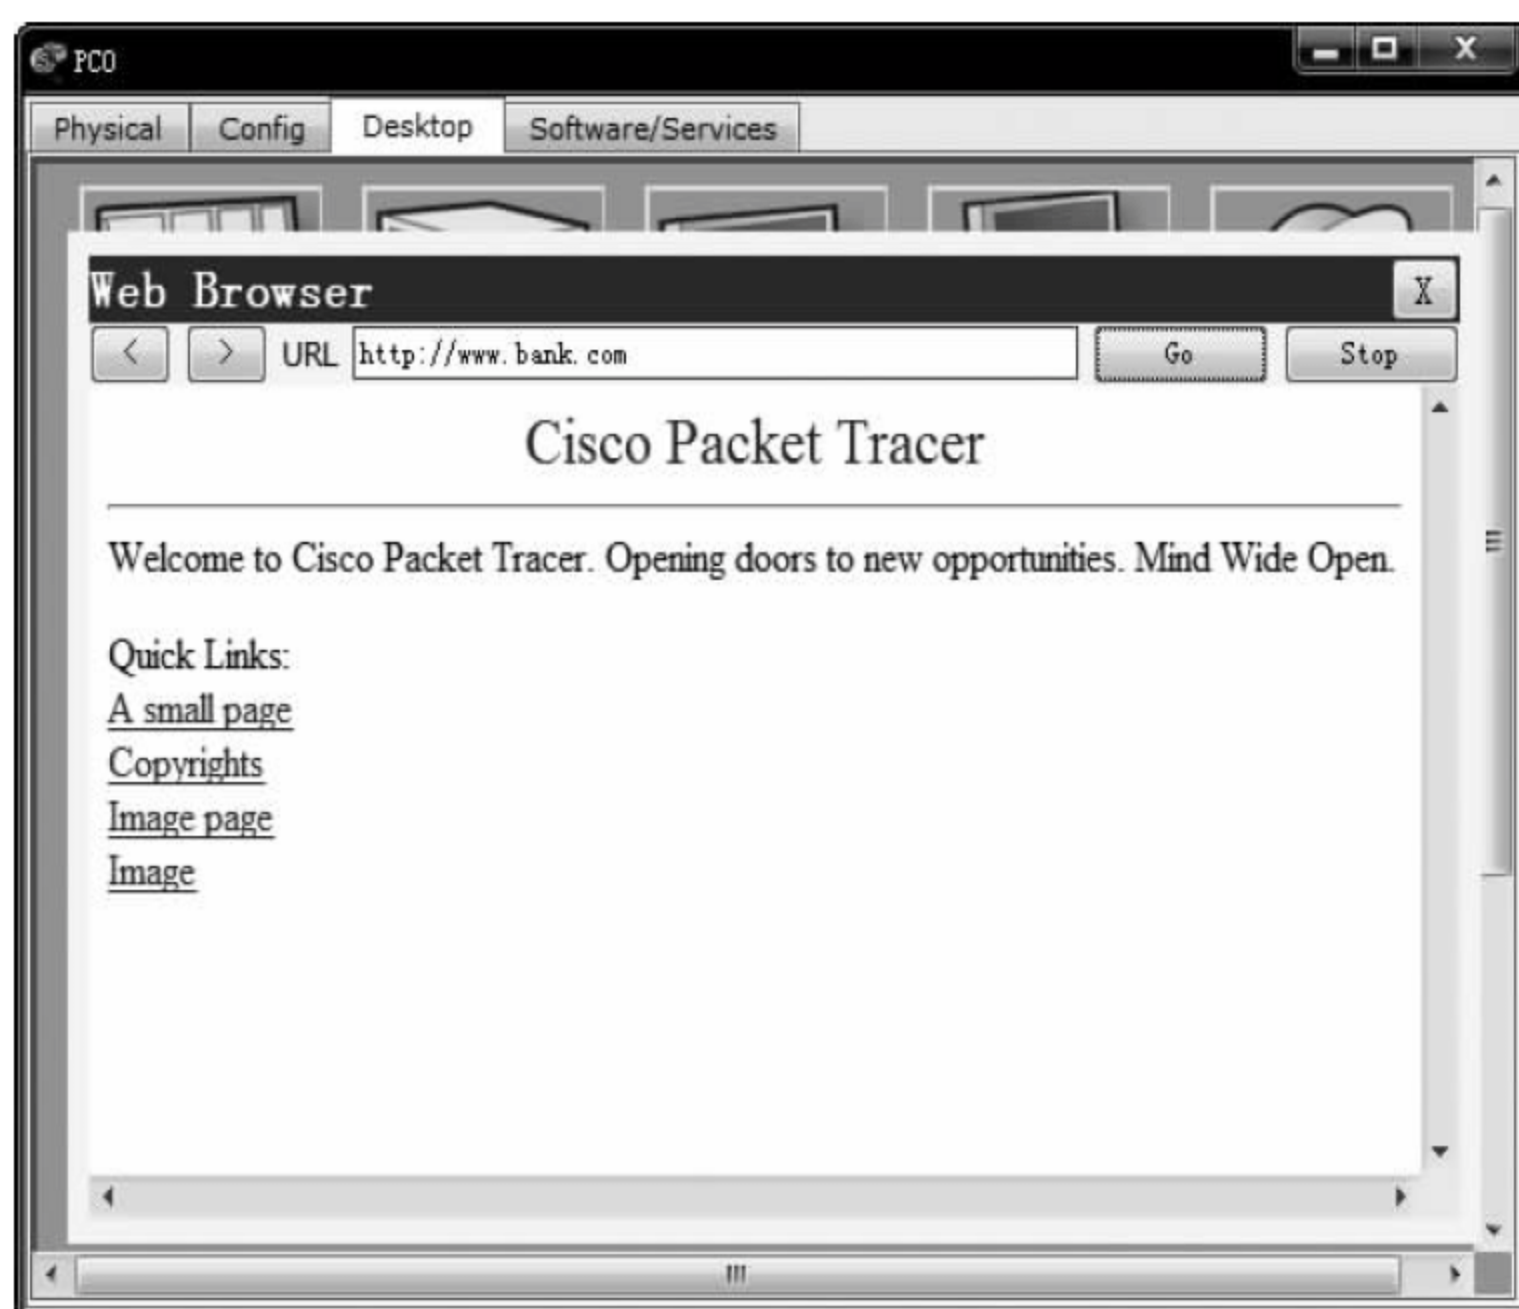 PC0
X
Physical Config Desktop Software/Services
Web Browser X
< > URL http://www.bank.com Go Stop
Cisco Packet Tracer
Welcome to Cisco Packet Tracer. Opening doors to new opportunities. Mind Wide Open.
Quick Links:
A small page
Copyrights
Image page
Image